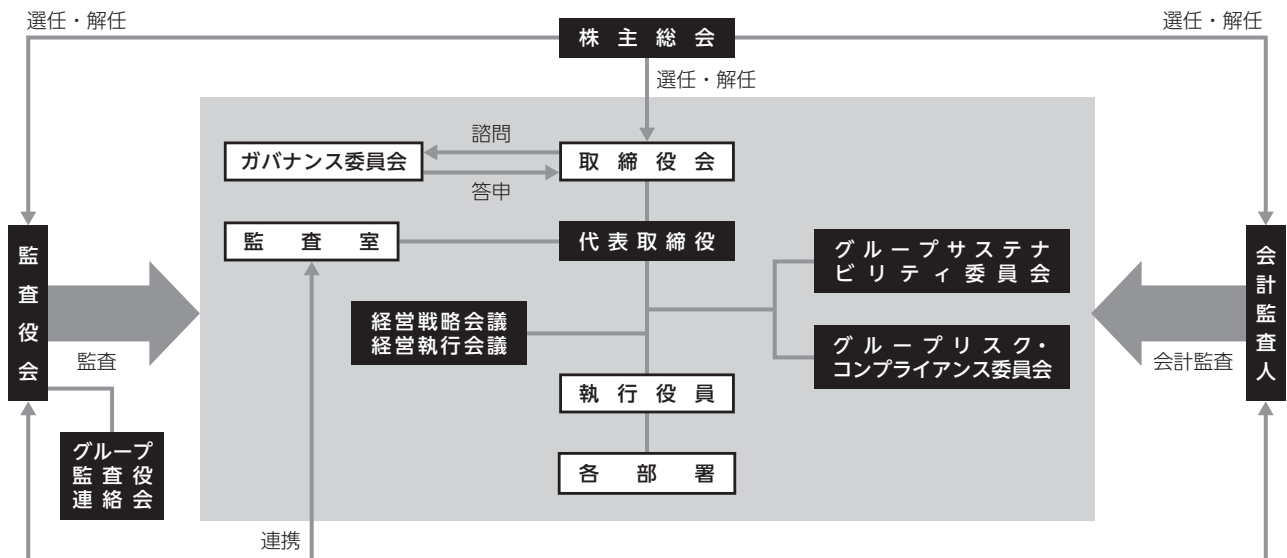 選任・解任
株主総会
選任・解任
選任・解任
諮問
ガバナンス委員会
取締役会
答申
監査室
代表取締役
グループサステナ
ビリティ委員会
経営戦略会議
経営執行会議
グループリスク・
コンプライアンス委員会
監査役会
監査
会計監査人
会計監査
執行役員
グループ
監査役
連絡会
各部署
連携